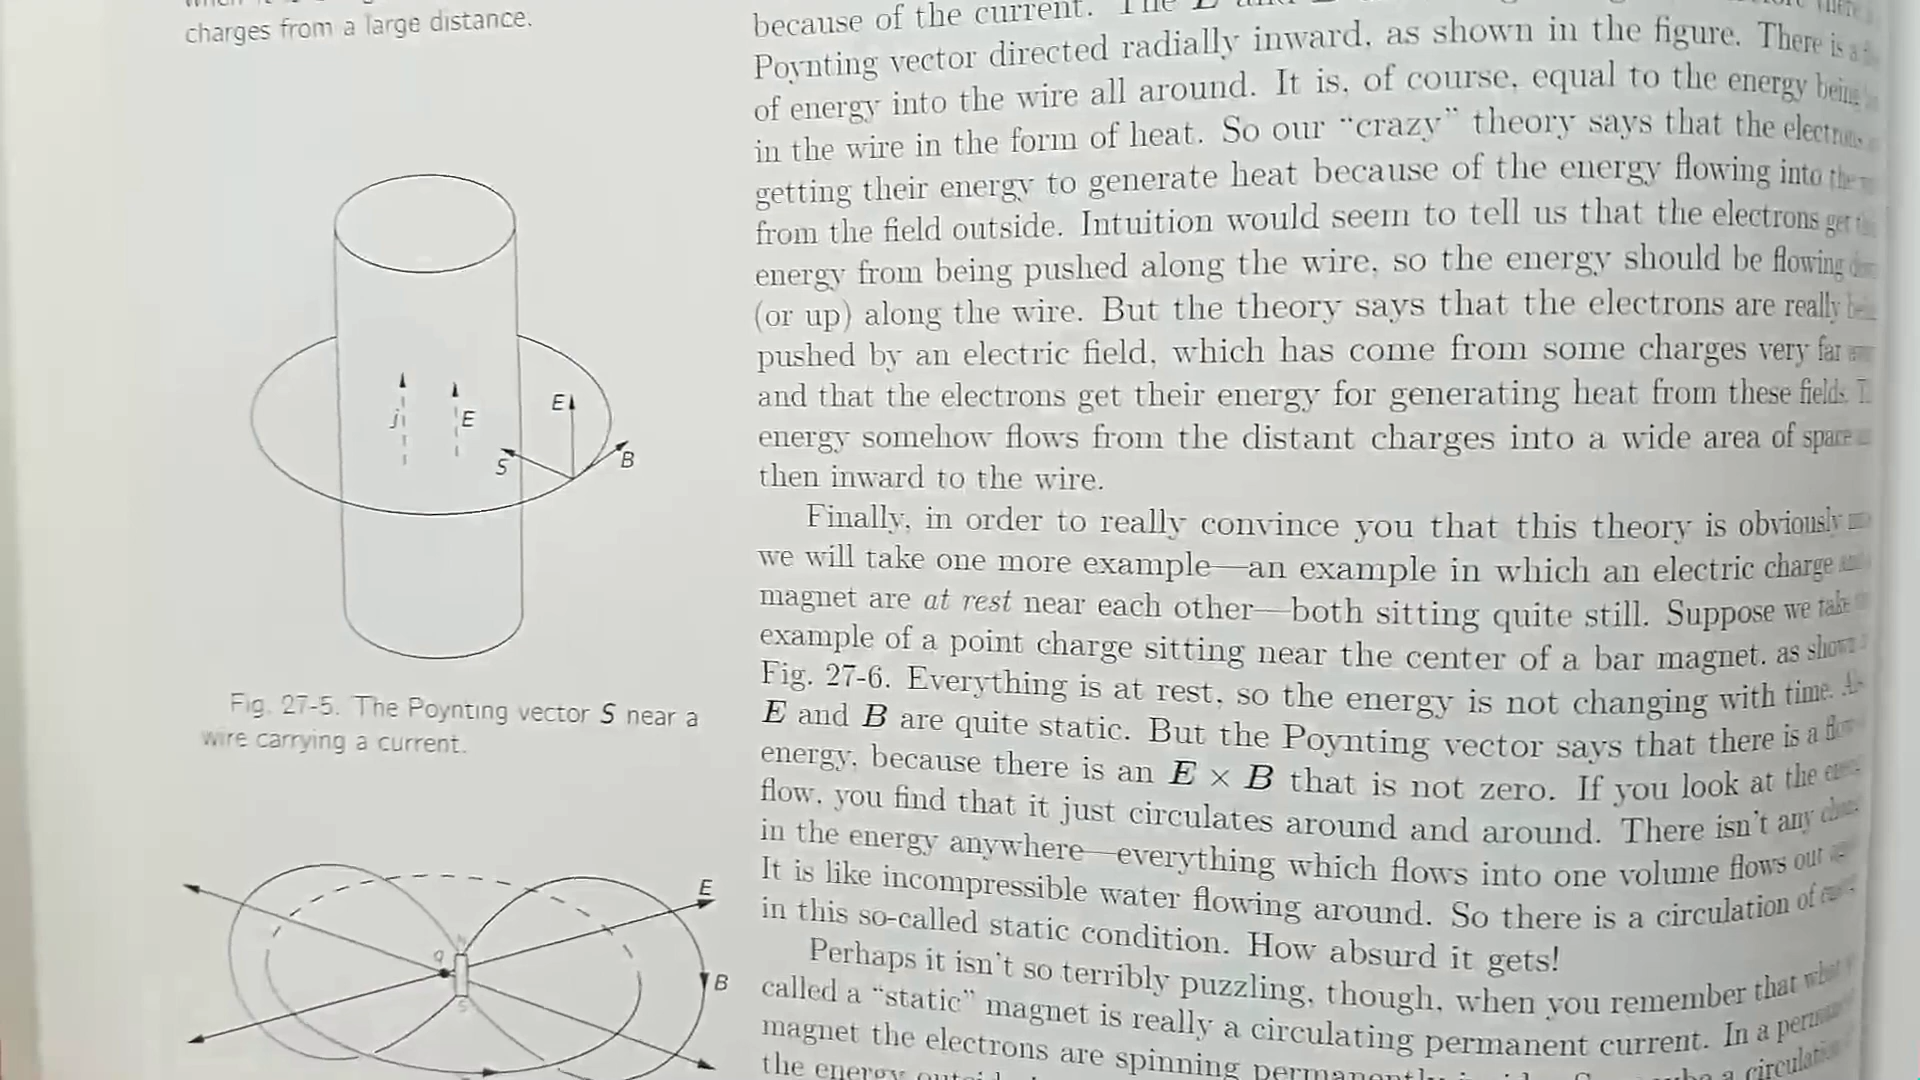 charges from a large distance.
j
E
E
S
B
Fig. 27-5. The Poynting vector S near a
wire carrying a current.
E
q
N
S
B
because of the current. The E
Poynting vector directed radially inward, as shown in the figure. There is a
of energy into the wire all around. It is, of course, equal to the energy being
in the wire in the form of heat. So our “crazy” theory says that the electrons
getting their energy to generate heat because of the energy flowing into the
from the field outside. Intuition would seem to tell us that the electrons get
energy from being pushed along the wire, so the energy should be flowing
(or up) along the wire. But the theory says that the electrons are really
pushed by an electric field, which has come from some charges very far
and that the electrons get their energy for generating heat from these fields.
energy somehow flows from the distant charges into a wide area of space
then inward to the wire.
Finally, in order to really convince you that this theory is obviously
we will take one more example—an example in which an electric charge
magnet are at rest near each other—both sitting quite still. Suppose we take
example of a point charge sitting near the center of a bar magnet, as shown
Fig. 27-6. Everything is at rest, so the energy is not changing with time.
E and B are quite static. But the Poynting vector says that there is a
energy, because there is an E × B that is not zero. If you look at the
flow, you find that it just circulates around and around. There isn’t any
in the energy anywhere—everything which flows into one volume flows out
It is like incompressible water flowing around. So there is a circulation of
in this so-called static condition. How absurd it gets!
Perhaps it isn’t so terribly puzzling, though, when you remember that what
called a “static” magnet is really a circulating permanent current. In a
magnet the electrons are spinning permanently
the energy